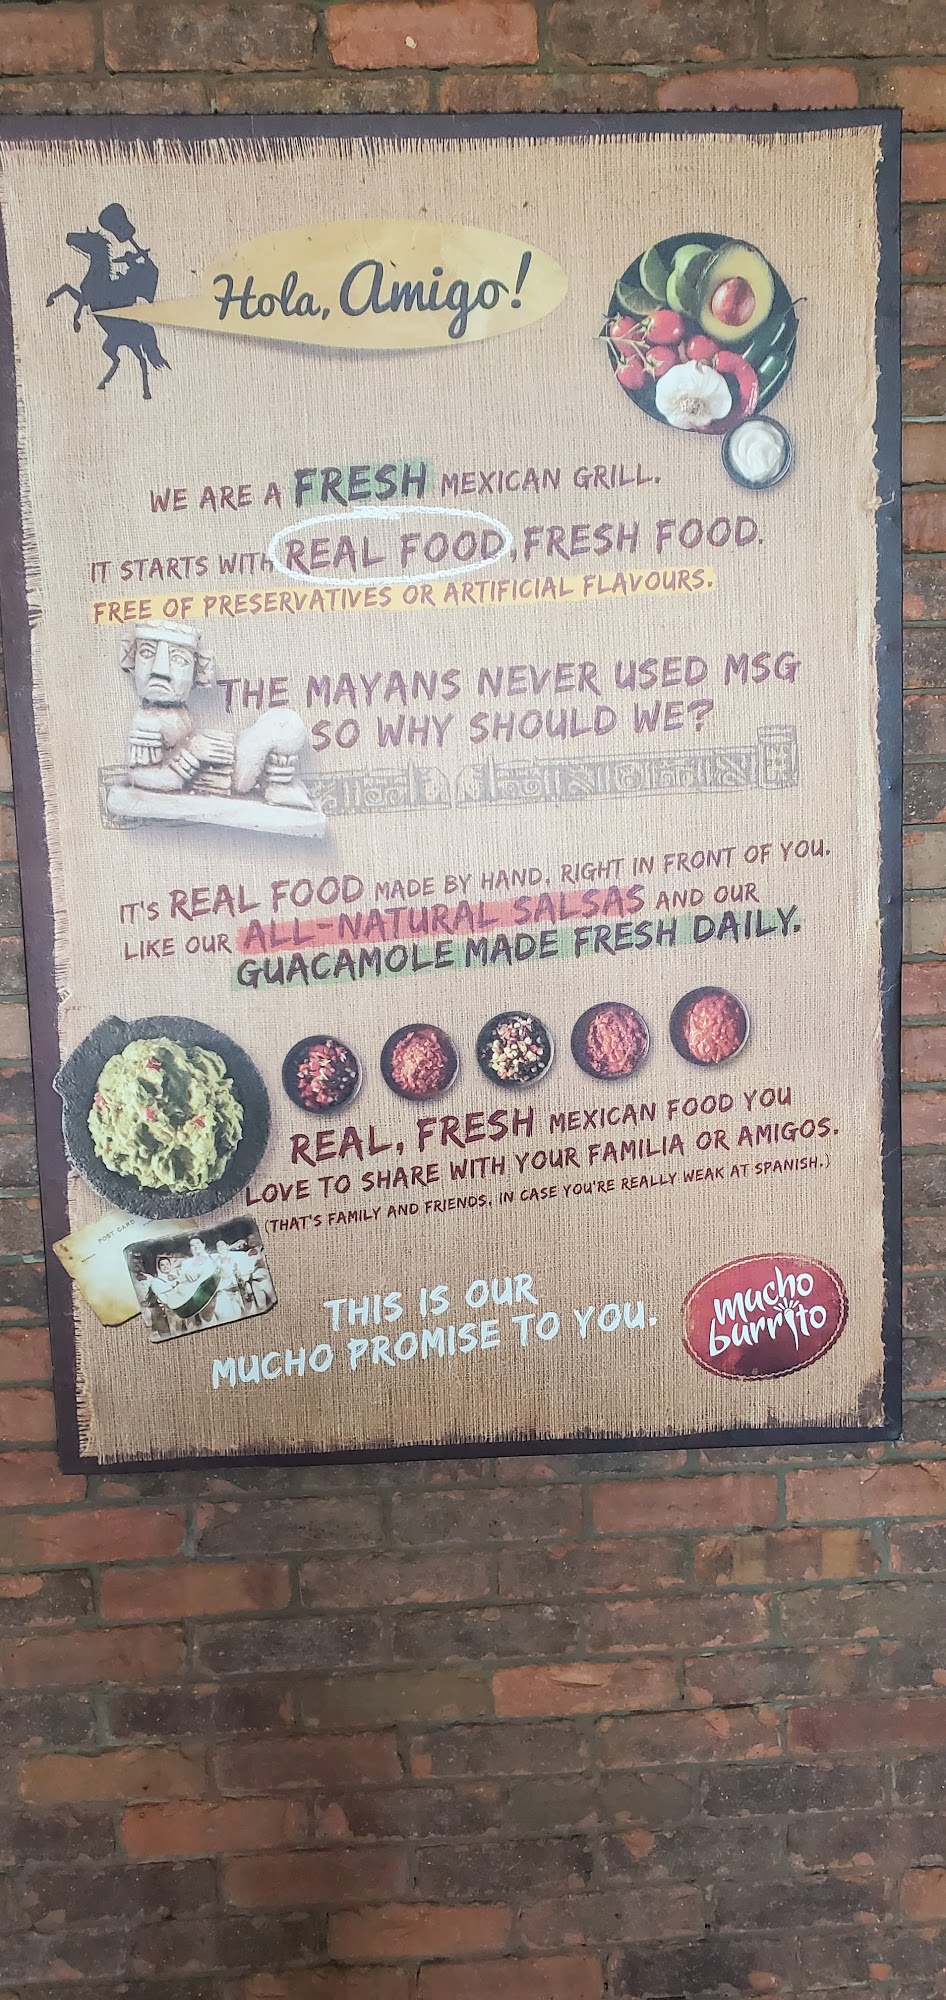 Hola, Amigo!
WE ARE A FRESH MEXICAN GRILL.
IT STARTS WITH REAL FOOD, FRESH FOOD.
FREE OF PRESERVATIVES OR ARTIFICIAL FLAVOURS.
THE MAYANS NEVER USED MSG
SO WHY SHOULD WE?
IT'S REAL FOOD MADE BY HAND, RIGHT IN FRONT OF YOU.
LIKE OUR ALL-NATURAL SALSAS AND OUR
GUACAMOLE MADE FRESH DAILY.
REAL, FRESH MEXICAN FOOD YOU
LOVE TO SHARE WITH YOUR FAMILIA OR AMIGOS.
(THAT'S FAMILY AND FRIENDS, IN CASE YOU'RE REALLY WEAK AT SPANISH.)
POST CARD
THIS IS OUR
MUCHO PROMISE TO YOU.
mucho
burrito